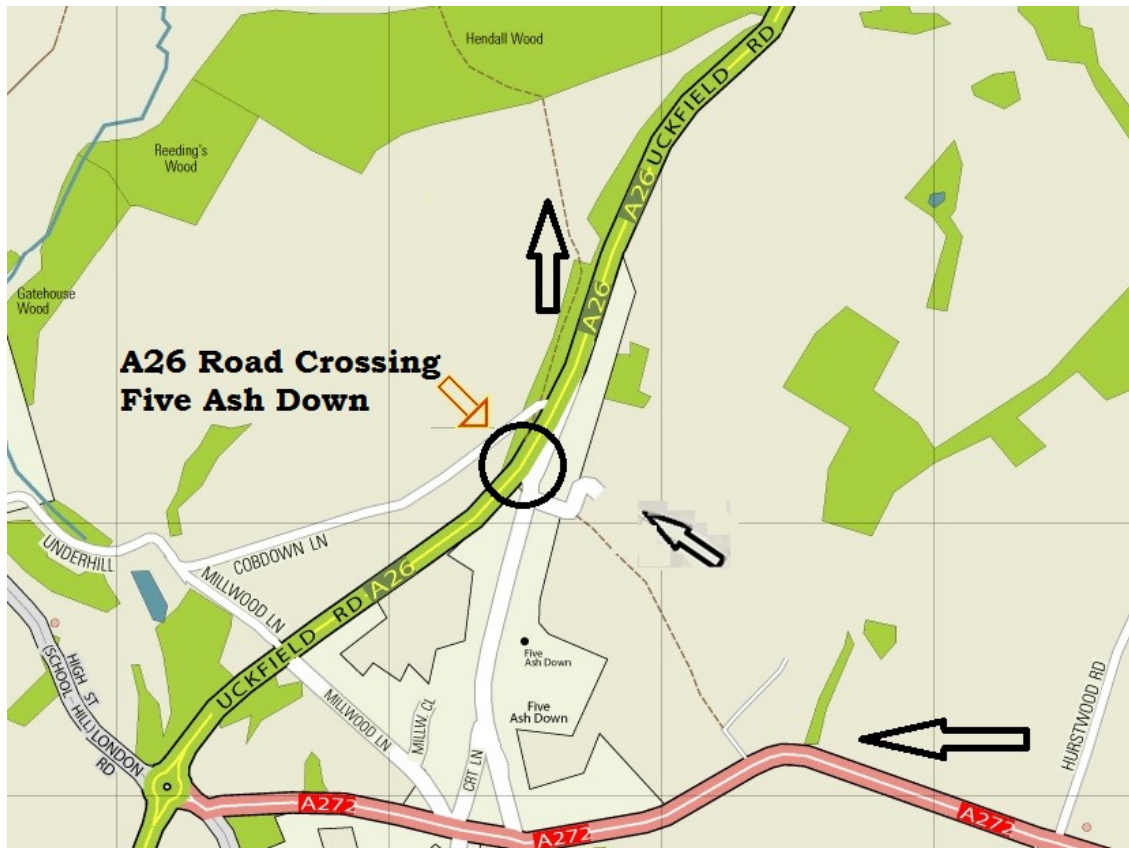 Hendall Wood
UCKFIELD RD
A26
Reeding's
Wood
A26
Gatehouse
Wood
A26 Road Crossing
Five Ash Down
UNDERHILL
COBDOWN LN
MILLWOOD LN
UCKFIELD RD
A26
HIGH ST
(SCHOOL HILL)
LONDON
RD
MILLWOOD LN
MILLW. CL
CRT LN
Five
Ash Down
Five
Ash Down
HURSTWOOD RD
A272
A272
A272